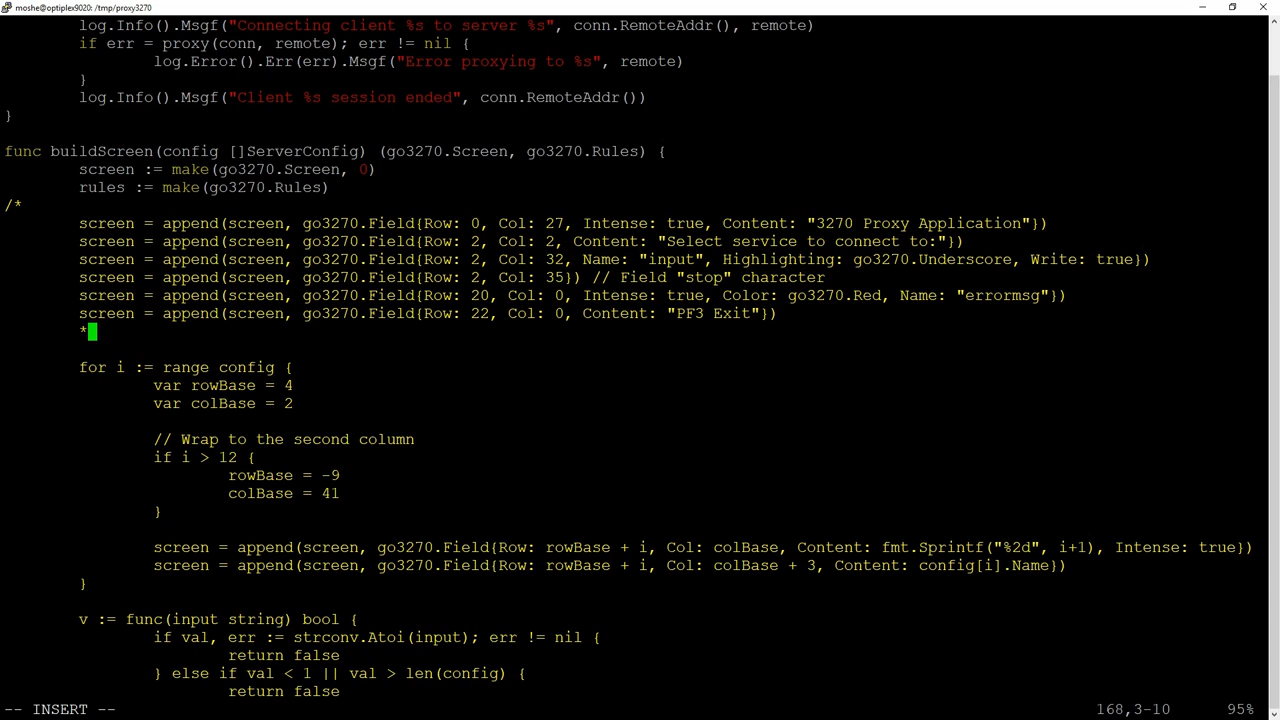 moshe@optiplex9020: /tmp/proxy3270
log.Info().Msgf("Connecting client %s to server %s", conn.RemoteAddr(), remote)
if err = proxy(conn, remote); err != nil {
log.Error().Err(err).Msgf("Error proxying to %s", remote)
}
log.Info().Msgf("Client %s session ended", conn.RemoteAddr())
}
func buildScreen(config []ServerConfig) (go3270.Screen, go3270.Rules) {
screen := make(go3270.Screen, 0)
rules := make(go3270.Rules)
/*
screen = append(screen, go3270.Field{Row: 0, Col: 27, Intense: true, Content: "3270 Proxy Application"})
screen = append(screen, go3270.Field{Row: 2, Col: 2, Content: "Select service to connect to:"})
screen = append(screen, go3270.Field{Row: 2, Col: 32, Name: "input", Highlighting: go3270.Underscore, Write: true})
screen = append(screen, go3270.Field{Row: 2, Col: 35}) // Field "stop" character
screen = append(screen, go3270.Field{Row: 20, Col: 0, Intense: true, Color: go3270.Red, Name: "errormsg"})
screen = append(screen, go3270.Field{Row: 22, Col: 0, Content: "PF3 Exit"})
*
for i := range config {
var rowBase = 4
var colBase = 2
// Wrap to the second column
if i > 12 {
rowBase = -9
colBase = 41
}
screen = append(screen, go3270.Field{Row: rowBase + i, Col: colBase, Content: fmt.Sprintf("%2d", i+1), Intense: true})
screen = append(screen, go3270.Field{Row: rowBase + i, Col: colBase + 3, Content: config[i].Name})
}
v := func(input string) bool {
if val, err := strconv.Atoi(input); err != nil {
return false
} else if val < 1 || val > len(config) {
return false
-- INSERT -- 168,3-10 95%